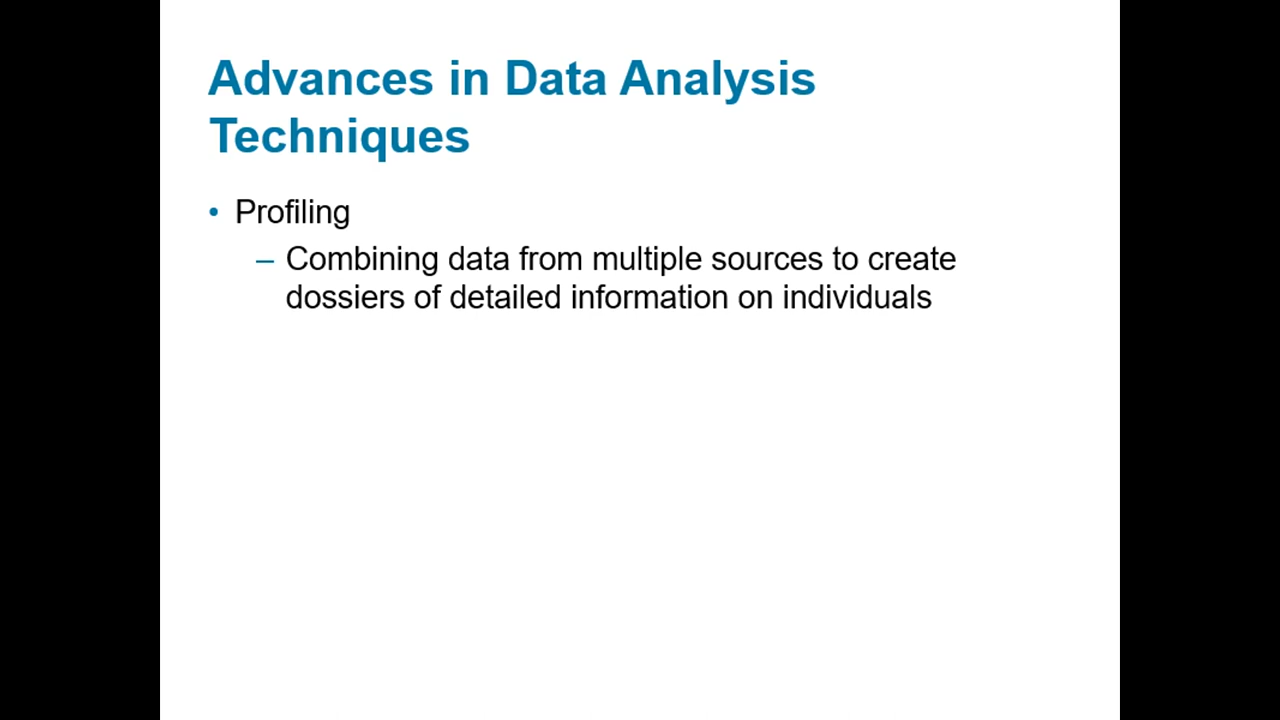 Advances in Data Analysis
Techniques
• Profiling
– Combining data from multiple sources to create
dossiers of detailed information on individuals